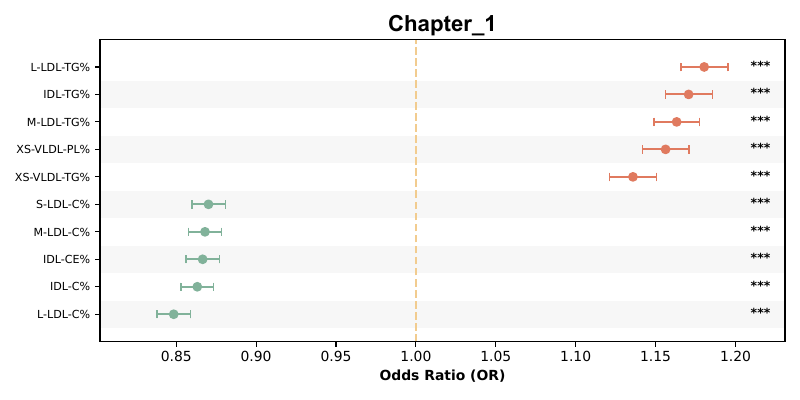 Chapter_1
L-LDL-TG% ***
IDL-TG% ***
M-LDL-TG% ***
XS-VLDL-PL% ***
XS-VLDL-TG% ***
S-LDL-C% ***
M-LDL-C% ***
IDL-CE% ***
IDL-C% ***
L-LDL-C% ***
0.85 0.90 0.95 1.00 1.05 1.10 1.15 1.20
Odds Ratio (OR)